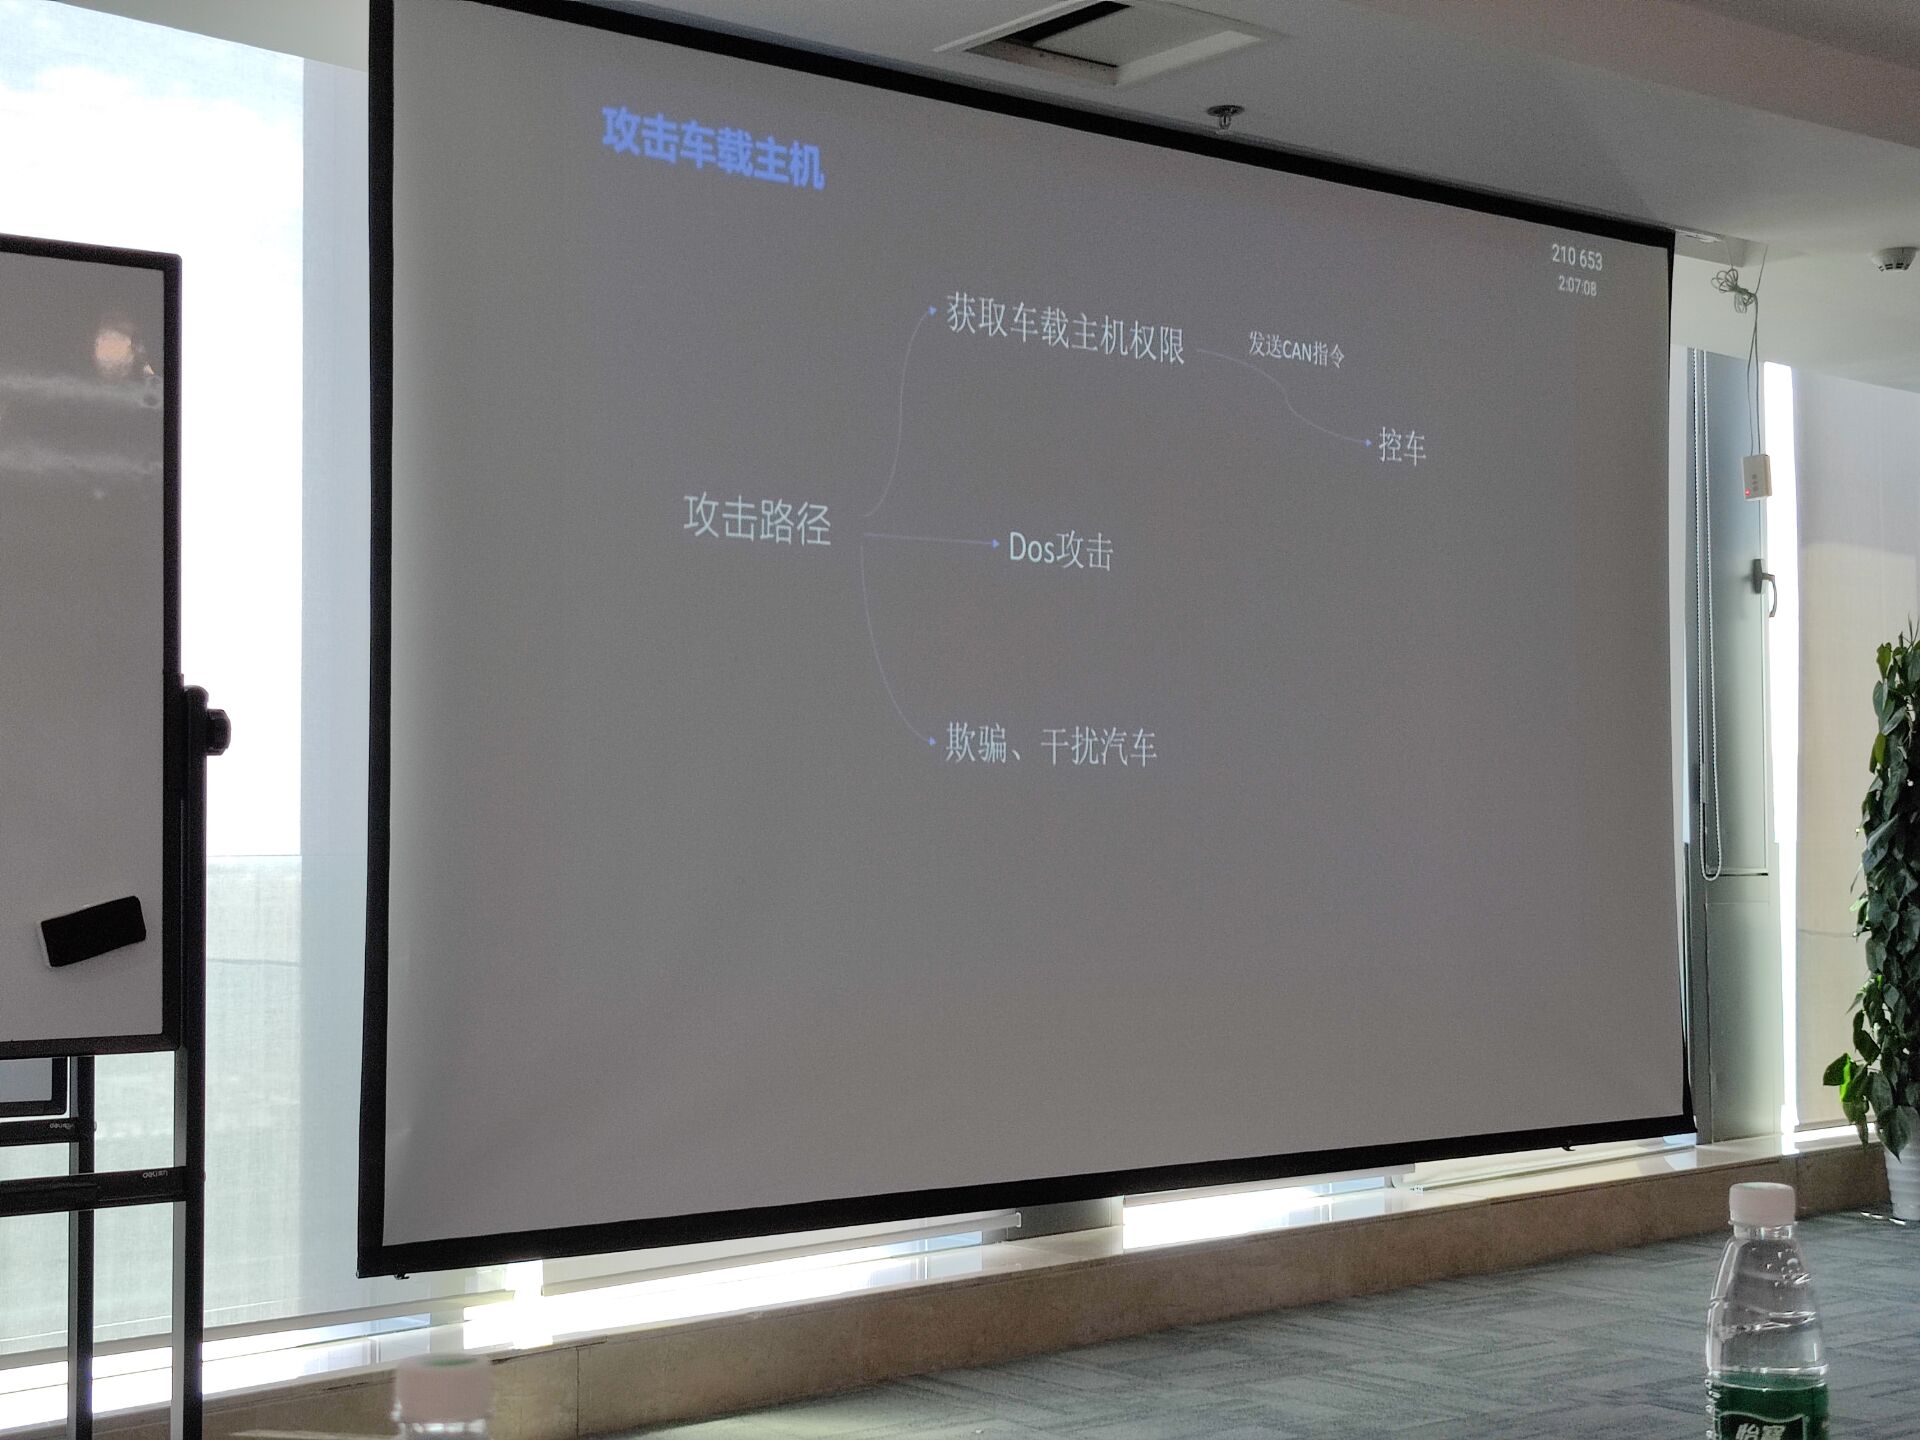 攻击车载主机
210 653
2:07:08
获取车载主机权限
发送CAN指令
控车
攻击路径
Dos攻击
欺骗、干扰汽车
deli
怡宝